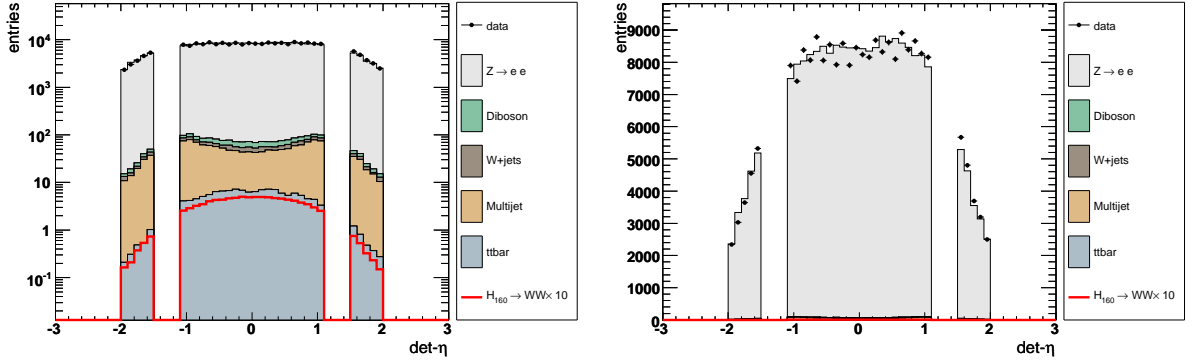 entries
10⁴
10³
10²
10
1
10⁻¹
-3 -2 -1 0 1 2 3
det-η
data
Z → e e
Diboson
W+jets
Multijet
ttbar
H₁₆₀ → WW× 10
entries
9000
8000
7000
6000
5000
4000
3000
2000
1000
0
-3 -2 -1 0 1 2 3
det-η
data
Z → e e
Diboson
W+jets
Multijet
ttbar
H₁₆₀ → WW× 10